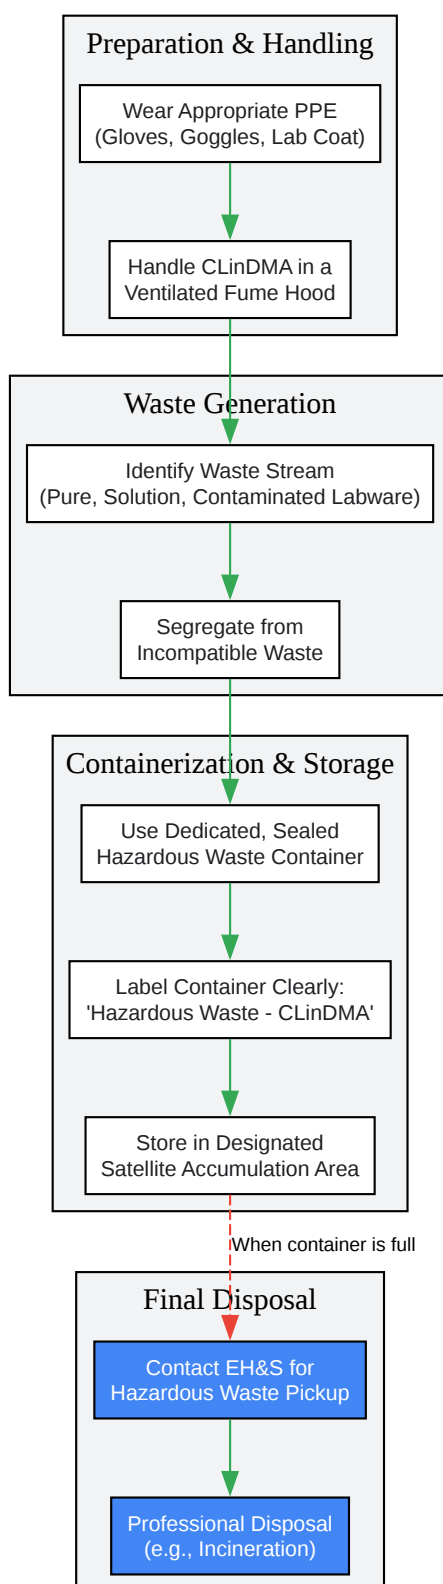 Preparation & Handling
Wear Appropriate PPE
(Gloves, Goggles, Lab Coat)
Handle CLinDMA in a
Ventilated Fume Hood
Waste Generation
Identify Waste Stream
(Pure, Solution, Contaminated Labware)
Segregate from
Incompatible Waste
Containerization & Storage
Use Dedicated, Sealed
Hazardous Waste Container
Label Container Clearly:
'Hazardous Waste - CLinDMA'
Store in Designated
Satellite Accumulation Area
When container is full
Final Disposal
Contact EH&S for
Hazardous Waste Pickup
Professional Disposal
(e.g., Incineration)